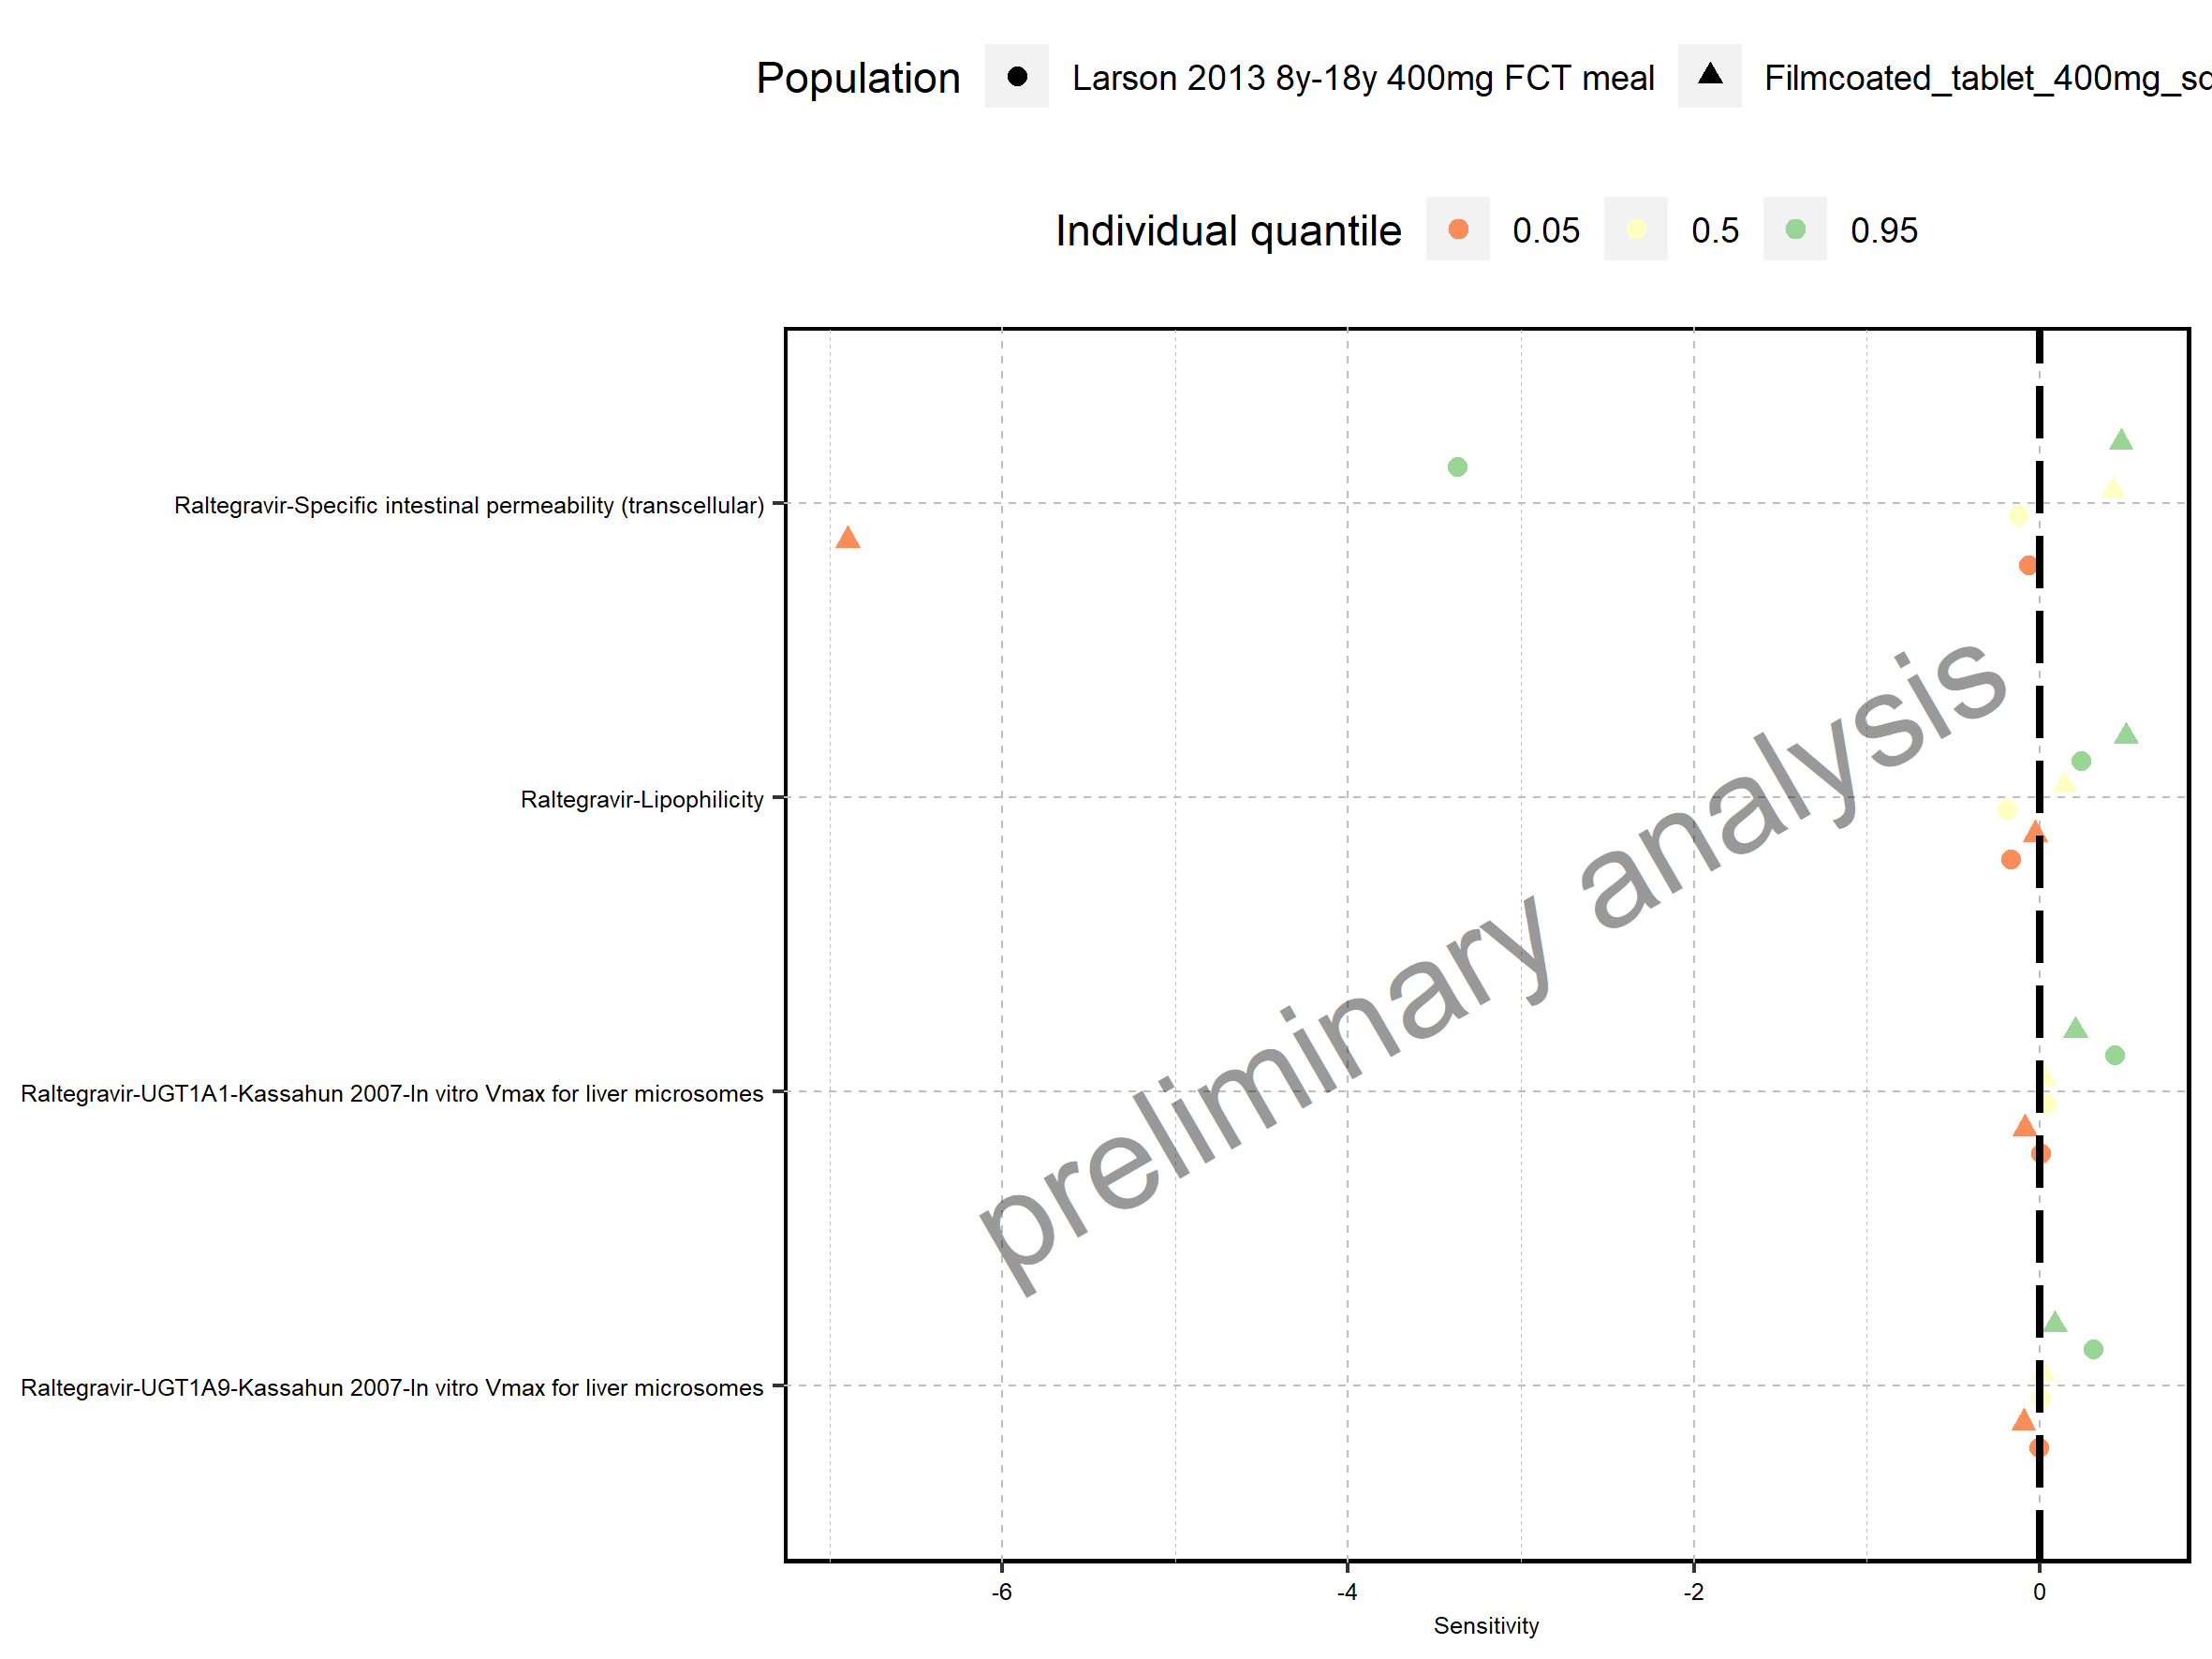 Population Larson 2013 8y-18y 400mg FCT meal Filmcoated_tablet_400mg_sd
Individual quantile 0.05 0.5 0.95
Raltegravir-Specific intestinal permeability (transcellular)
Raltegravir-Lipophilicity
preliminary analysis
Raltegravir-UGT1A1-Kassahun 2007-In vitro Vmax for liver microsomes
Raltegravir-UGT1A9-Kassahun 2007-In vitro Vmax for liver microsomes
-6 -4 -2 0
Sensitivity